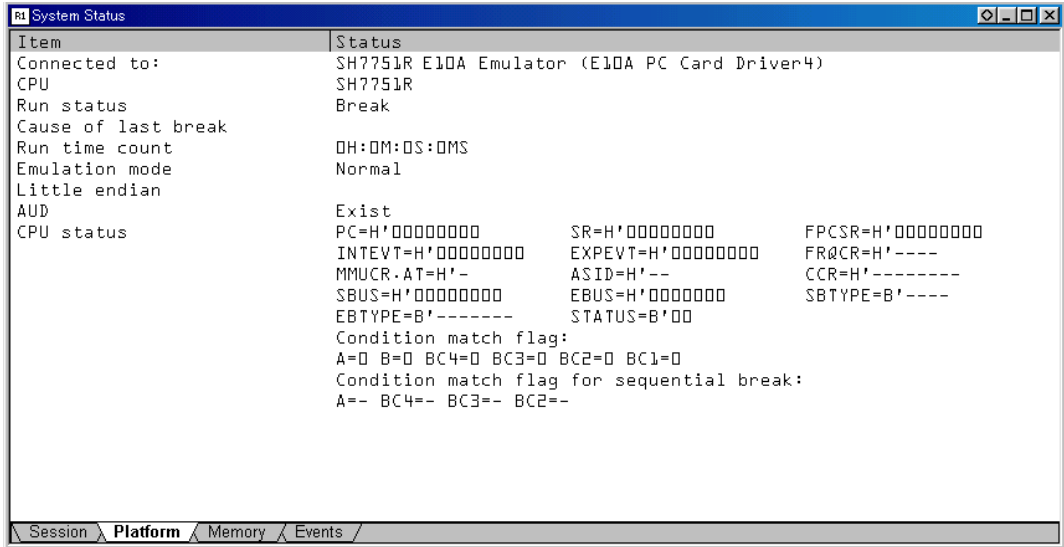 R1 System Status
Item Status
Connected to: SH7751R E10A Emulator (E10A PC Card Driver4)
CPU SH7751R
Run status Break
Cause of last break
Run time count 0H:0M:0S:0MS
Emulation mode Normal
Little endian
AUD Exist
CPU status PC=H'00000000 SR=H'00000000 FPCSR=H'00000000
INTEVT=H'00000000 EXPEVT=H'00000000 FRQCR=H'----
MMUCR.AT=H'- ASID=H'-- CCR=H'--------
SBUS=H'00000000 EBUS=H'0000000 SBTYPE=B'----
EBTYPE=B'------- STATUS=B'00
Condition match flag:
A=0 B=0 BC4=0 BC3=0 BC2=0 BC1=0
Condition match flag for sequential break:
A=- BC4=- BC3=- BC2=-
Session Platform Memory Events